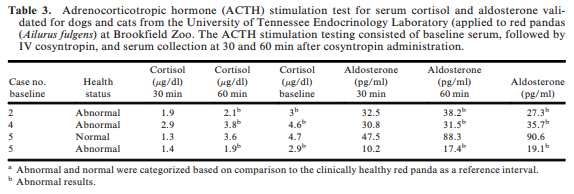 Table 3. Adrenocorticotropic hormone (ACTH) stimulation test for serum cortisol and aldosterone vali-
dated for dogs and cats from the University of Tennessee Endocrinology Laboratory (applied to red pandas
(Ailurus fulgens) at Brookfield Zoo. The ACTH stimulation testing consisted of baseline serum, followed by
IV cosyntropin, and serum collection at 30 and 60 min after cosyntropin administration.
Case no. baseline Health status Cortisol (µg/dl) 30 min Cortisol (µg/dl) 60 min Cortisol (µg/dl) baseline Aldosterone (pg/ml) 30 min Aldosterone (pg/ml) 60 min Aldosterone (pg/ml)
2 Abnormal 1.9 2.1b 3b 32.5 38.2b 27.3b
4 Abnormal 2.9 3.8b 4.6b 30.8 31.5b 35.7b
5 Normal 1.3 3.6 4.7 47.5 88.3 90.6
5 Abnormal 1.4 1.9b 2.9b 10.2 17.4b 19.1b
a Abnormal and normal were categorized based on comparison to the clinically healthy red panda as a reference interval.
b Abnormal results.